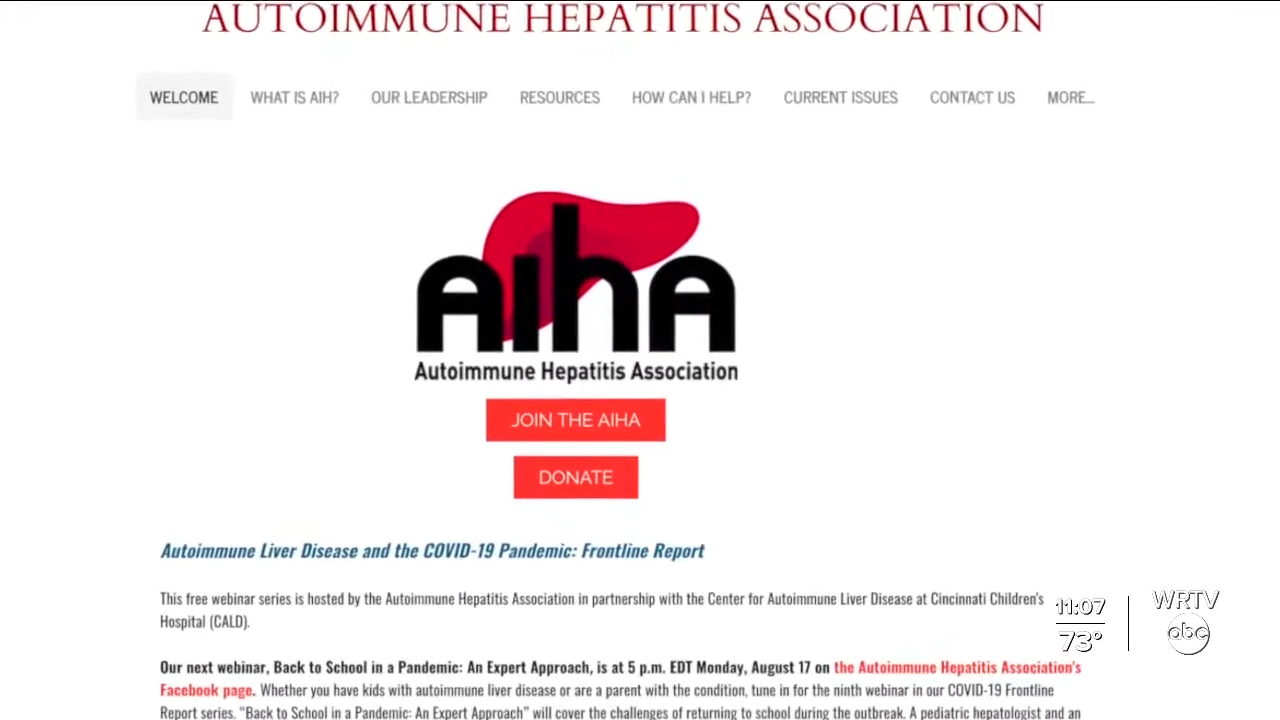 AUTOIMMUNE HEPATITIS ASSOCIATION
WELCOME WHAT IS AIH? OUR LEADERSHIP RESOURCES HOW CAN I HELP? CURRENT ISSUES CONTACT US MORE...
AIhA
Autoimmune Hepatitis Association
JOIN THE AIHA
DONATE
Autoimmune Liver Disease and the COVID-19 Pandemic: Frontline Report
This free webinar series is hosted by the Autoimmune Hepatitis Association in partnership with the Center for Autoimmune Liver Disease at Cincinnati Children's
Hospital (CALD).
11:07
73°
WRTV
abc
Our next webinar, Back to School in a Pandemic: An Expert Approach, is at 5 p.m. EDT Monday, August 17 on the Autoimmune Hepatitis Association's
Facebook page. Whether you have kids with autoimmune liver disease or are a parent with the condition, tune in for the ninth webinar in our COVID-19 Frontline
Report series. “Back to School in a Pandemic: An Expert Approach” will cover the challenges of returning to school during the outbreak. A pediatric hepatologist and an